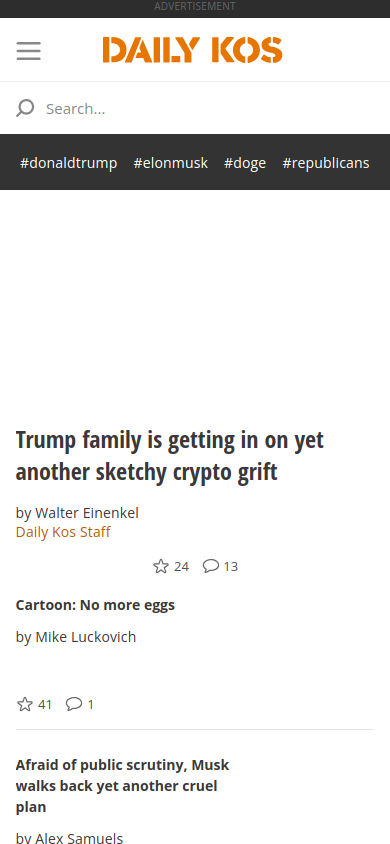 ADVERTISEMENT
DAILY KOS
Search...
#donaldtrump #elonmusk #doge #republicans
Trump family is getting in on yet
another sketchy crypto grift
by Walter Einenkel
Daily Kos Staff
24 13
Cartoon: No more eggs
by Mike Luckovich
41 1
Afraid of public scrutiny, Musk
walks back yet another cruel
plan
by Alex Samuels